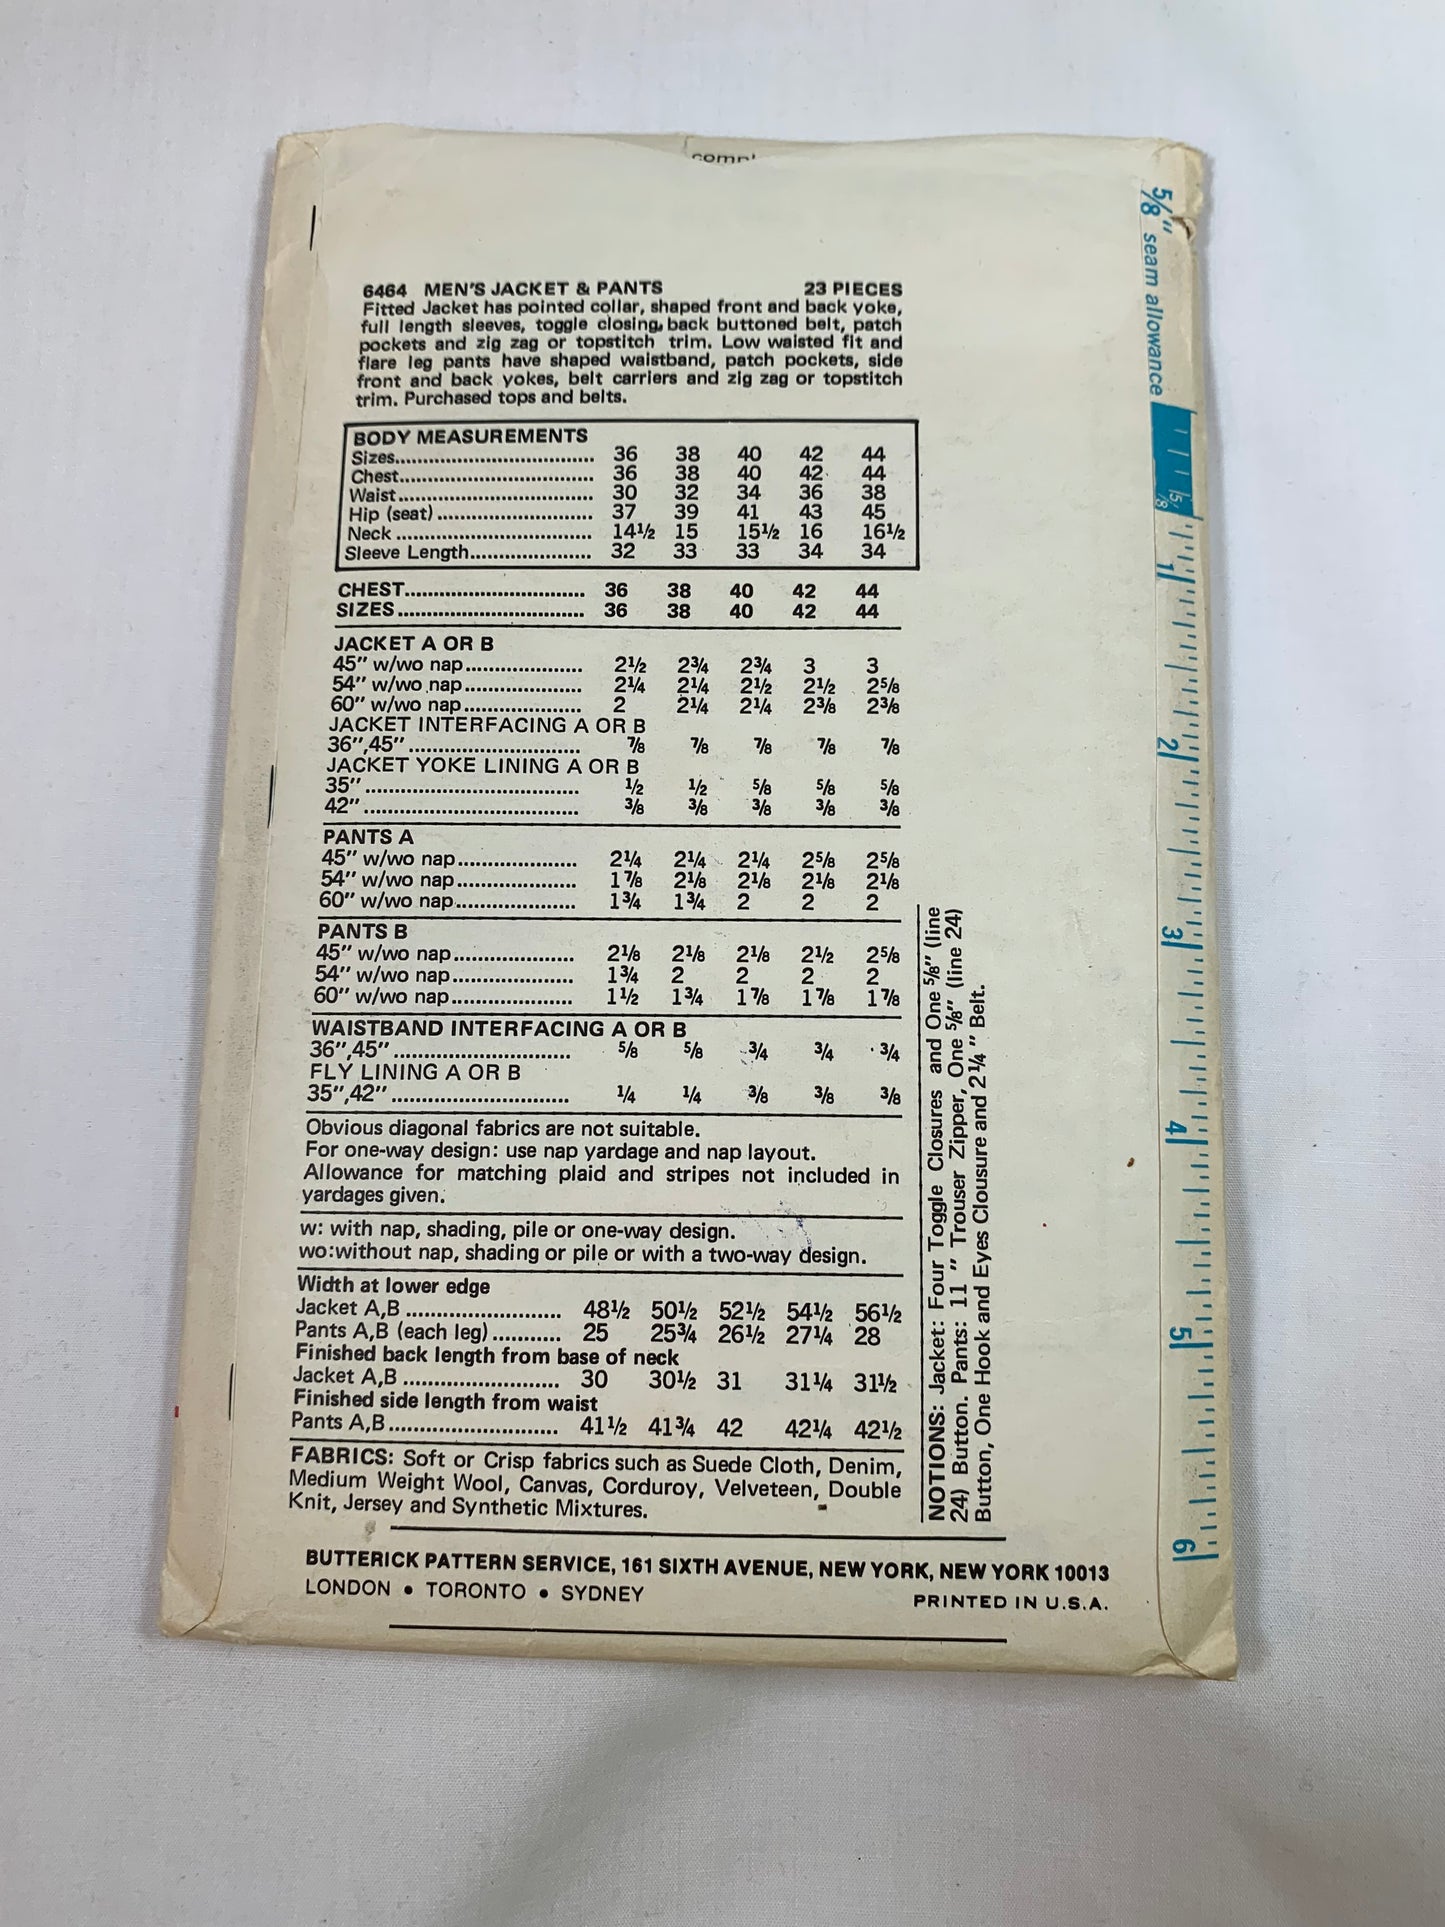 6464 MEN'S JACKET & PANTS 23 PIECES
Fitted Jacket has pointed collar, shaped front and back yoke,
full length sleeves, toggle closing, back buttoned belt, patch
pockets and zig zag or topstitch trim. Low waisted fit and
flare leg pants have shaped waistband, patch pockets, side
front and back yokes, belt carriers and zig zag or topstitch
trim. Purchased tops and belts.
BODY MEASUREMENTS
Sizes 36 38 40 42 44
Chest 36 38 40 42 44
Waist 30 32 34 36 38
Hip (seat) 37 39 41 43 45
Neck 14½ 15 15½ 16 16½
Sleeve Length 32 33 33 34 34
CHEST 36 38 40 42 44
SIZES 36 38 40 42 44
JACKET A OR B
45" w/wo nap 2½ 2¾ 2¾ 3 3
54" w/wo nap 2¼ 2¼ 2½ 2½ 2⅝
60" w/wo nap 2 2¼ 2¼ 2⅜ 2⅜
JACKET INTERFACING A OR B
36",45" ⅞ ⅞ ⅞ ⅞ ⅞
JACKET YOKE LINING A OR B
35" ½ ½ ⅝ ⅝ ⅝
42" ⅜ ⅜ ⅜ ⅜ ⅜
PANTS A
45" w/wo nap 2¼ 2¼ 2¼ 2⅝ 2⅝
54" w/wo nap 1⅞ 2⅛ 2⅛ 2⅛ 2⅛
60" w/wo nap 1¾ 1¾ 2 2 2
PANTS B
45" w/wo nap 2⅛ 2⅛ 2⅛ 2½ 2⅝
54" w/wo nap 1¾ 2 2 2 2
60" w/wo nap 1½ 1¾ 1⅞ 1⅞ 1⅞
WAISTBAND INTERFACING A OR B
36",45" ⅝ ⅝ ¾ ¾ ¾
FLY LINING A OR B
35",42" ¼ ¼ ⅜ ⅜ ⅜
Obvious diagonal fabrics are not suitable.
For one-way design: use nap yardage and nap layout.
Allowance for matching plaid and stripes not included in
yardages given.
w: with nap, shading, pile or one-way design.
wo:without nap, shading or pile or with a two-way design.
Width at lower edge
Jacket A,B 48½ 50½ 52½ 54½ 56½
Pants A,B (each leg) 25 25¾ 26½ 27¼ 28
Finished back length from base of neck
Jacket A,B 30 30½ 31 31¼ 31½
Finished side length from waist
Pants A,B 41½ 41¾ 42 42¼ 42½
FABRICS: Soft or Crisp fabrics such as Suede Cloth, Denim,
Medium Weight Wool, Canvas, Corduroy, Velveteen, Double
Knit, Jersey and Synthetic Mixtures.
NOTIONS: Jacket: Four Toggle Closures and One ⅝" (line
24) Button. Pants: 11 " Trouser Zipper, One ⅝" (line 24)
Button, One Hook and Eyes Clousure and 2¼ " Belt.
BUTTERICK PATTERN SERVICE, 161 SIXTH AVENUE, NEW YORK, NEW YORK 10013
LONDON • TORONTO • SYDNEY
PRINTED IN U.S.A.
⅝" seam allowance
⅝
1
2
3
4
5
6